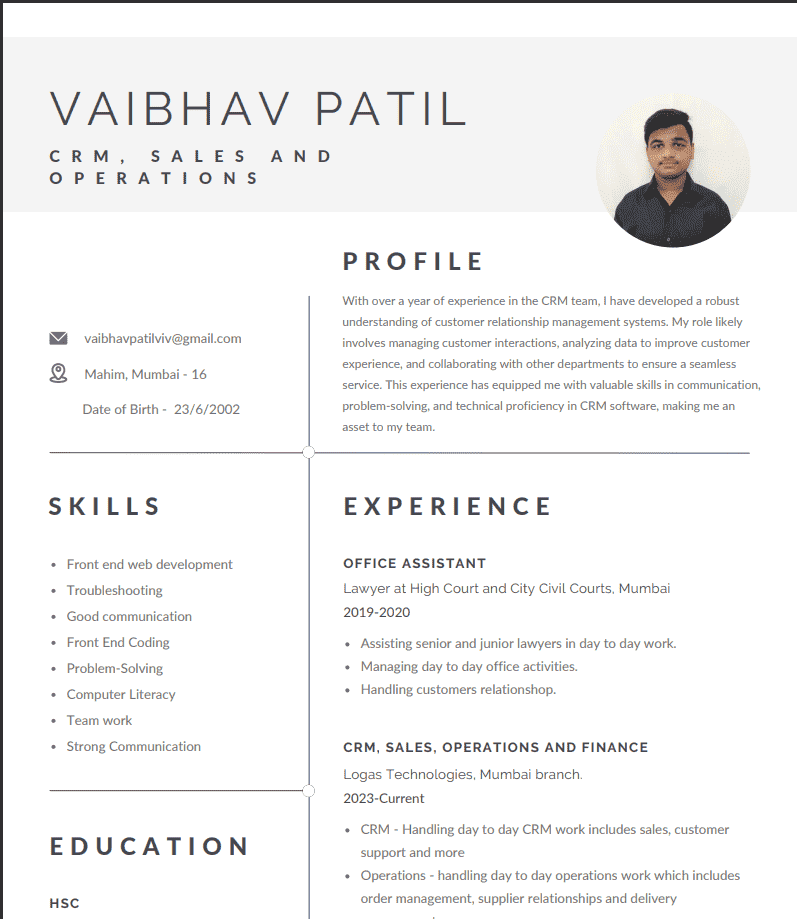 VAIBHAV PATIL
CRM, SALES AND
OPERATIONS
PROFILE
With over a year of experience in the CRM team, I have developed a robust
understanding of customer relationship management systems. My role likely
involves managing customer interactions, analyzing data to improve customer
experience, and collaborating with other departments to ensure a seamless
service. This experience has equipped me with valuable skills in communication,
problem-solving, and technical proficiency in CRM software, making me an
asset to my team.
vaibhavpatilviv@gmail.com
Mahim, Mumbai - 16
Date of Birth - 23/6/2002
SKILLS
• Front end web development
• Troubleshooting
• Good communication
• Front End Coding
• Problem-Solving
• Computer Literacy
• Team work
• Strong Communication
EDUCATION
HSC
EXPERIENCE
OFFICE ASSISTANT
Lawyer at High Court and City Civil Courts, Mumbai
2019-2020
• Assisting senior and junior lawyers in day to day work.
• Managing day to day office activities.
• Handling customers relationshop.
CRM, SALES, OPERATIONS AND FINANCE
Logas Technologies, Mumbai branch.
2023-Current
• CRM - Handling day to day CRM work includes sales, customer
support and more
• Operations - handling day to day operations work which includes
order management, supplier relationships and delivery